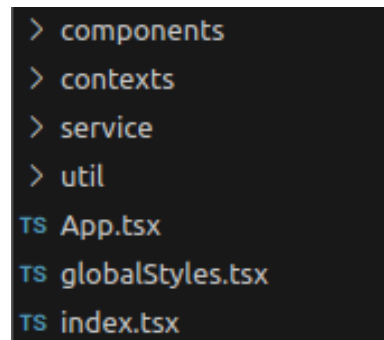 components
contexts
service
util
TS App.tsx
TS globalStyles.tsx
TS index.tsx